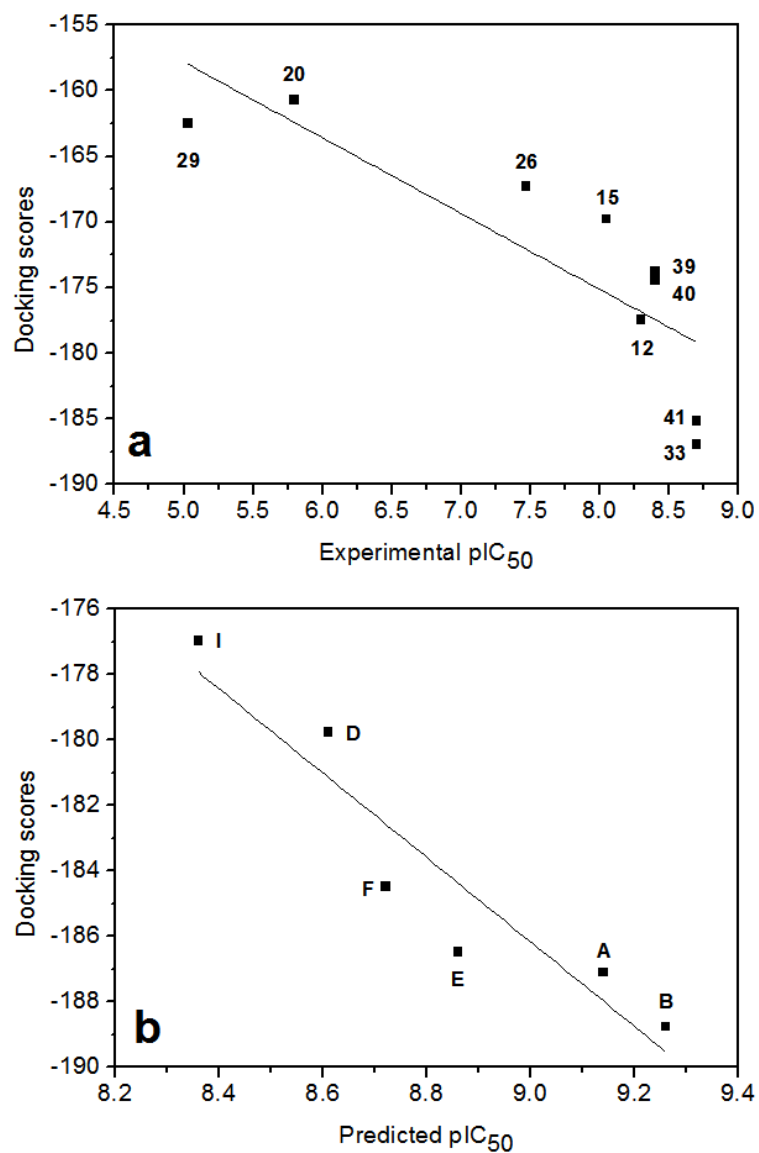 -155
-160
-165
-170
-175
-180
-185
-190
Docking scores
20
29
26
15
39
40
12
41
33
a
4.5 5.0 5.5 6.0 6.5 7.0 7.5 8.0 8.5 9.0
Experimental pIC50
-176
-178
-180
-182
-184
-186
-188
-190
Docking scores
I
D
F
E
A
B
b
8.2 8.4 8.6 8.8 9.0 9.2 9.4
Predicted pIC50